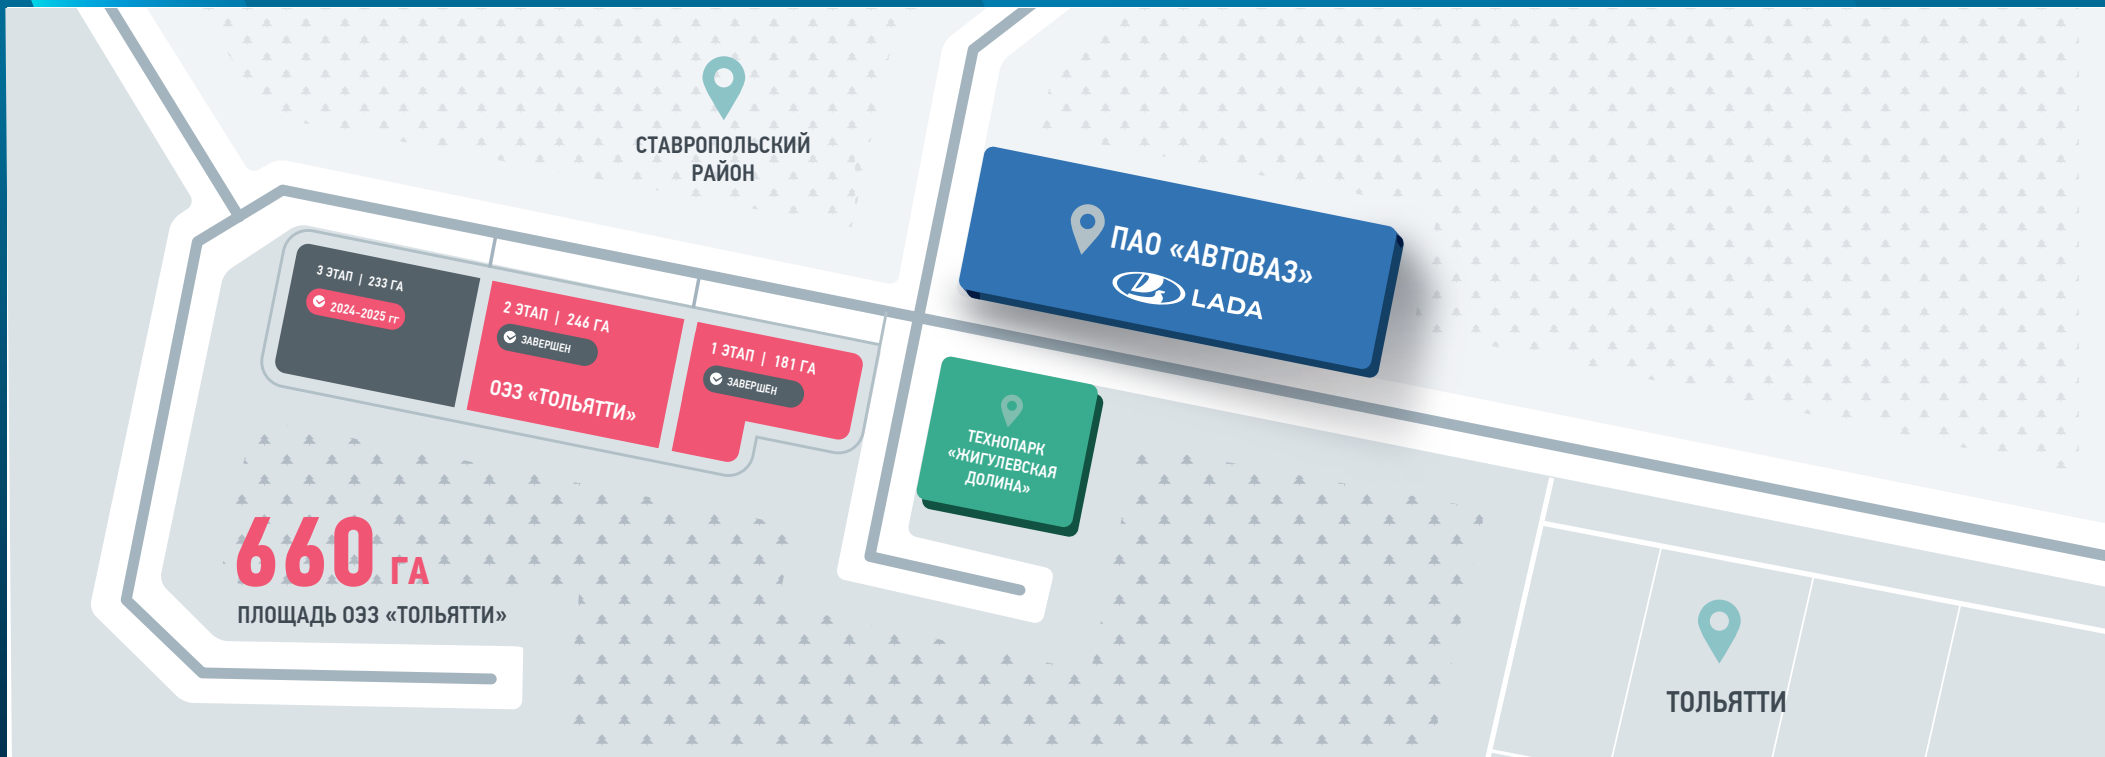 СТАВРОПОЛЬСКИЙ
РАЙОН
ПАО «АВТОВАЗ»
LADA
3 ЭТАП | 233 ГА
2024-2025 гг
2 ЭТАП | 246 ГА
ЗАВЕРШЕН
ОЭЗ «ТОЛЬЯТТИ»
1 ЭТАП | 181 ГА
ЗАВЕРШЕН
ТЕХНОПАРК
«ЖИГУЛЕВСКАЯ
ДОЛИНА»
660 ГА
ПЛОЩАДЬ ОЭЗ «ТОЛЬЯТТИ»
ТОЛЬЯТТИ